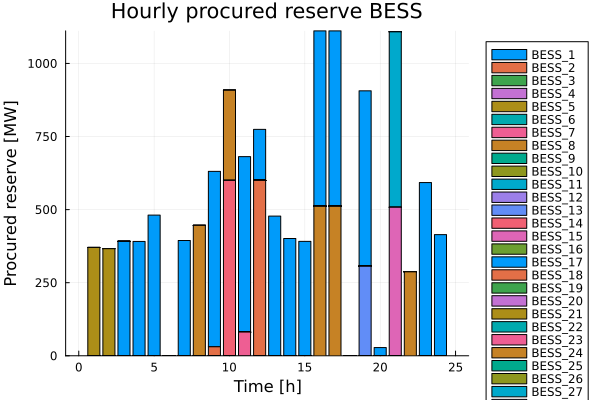 Hourly procured reserve BESS
Procured reserve [MW]
1000
750
500
250
0
0 5 10 15 20 25
Time [h]
BESS_1
BESS_2
BESS_3
BESS_4
BESS_5
BESS_6
BESS_7
BESS_8
BESS_9
BESS_10
BESS_11
BESS_12
BESS_13
BESS_14
BESS_15
BESS_16
BESS_17
BESS_18
BESS_19
BESS_20
BESS_21
BESS_22
BESS_23
BESS_24
BESS_25
BESS_26
BESS_27